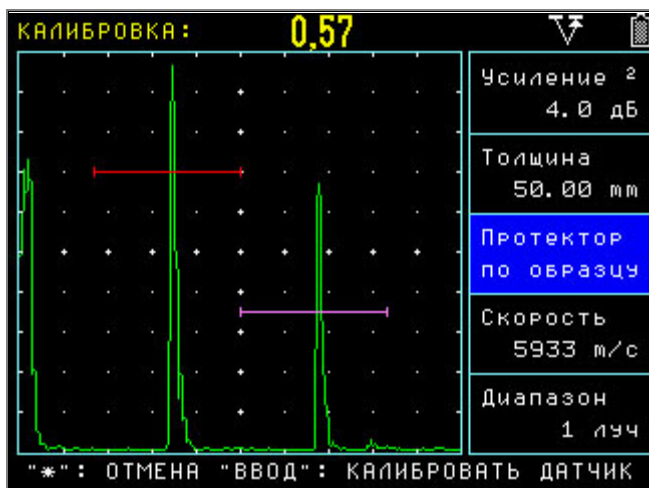 КАЛИБРОВКА: 0,57
Усиление 2
4.0 дБ
Толщина
50.00 mm
Протектор
по образцу
Скорость
5933 m/c
Диапазон
1 луч
"*": ОТМЕНА "ВВОД": КАЛИБРОВАТЬ ДАТЧИК